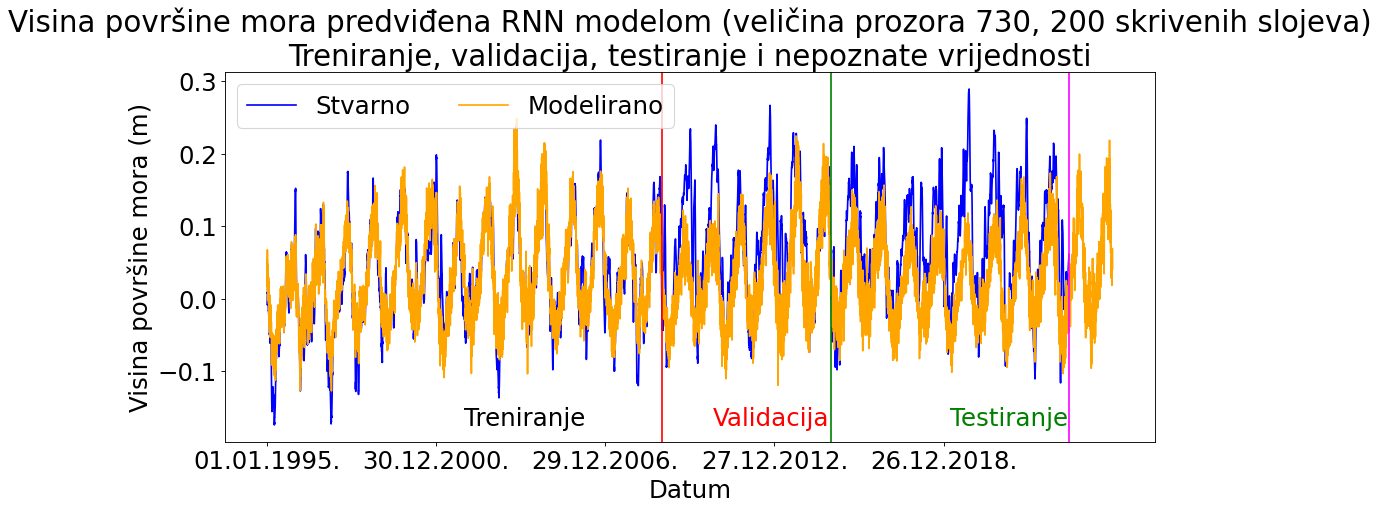 Visina površine mora predviđena RNN modelom (veličina prozora 730, 200 skrivenih slojeva)
Treniranje, validacija, testiranje i nepoznate vrijednosti
Stvarno Modelirano
Visina površine mora (m)
0.3
0.2
0.1
0.0
−0.1
Treniranje Validacija Testiranje
01.01.1995. 30.12.2000. 29.12.2006. 27.12.2012. 26.12.2018.
Datum